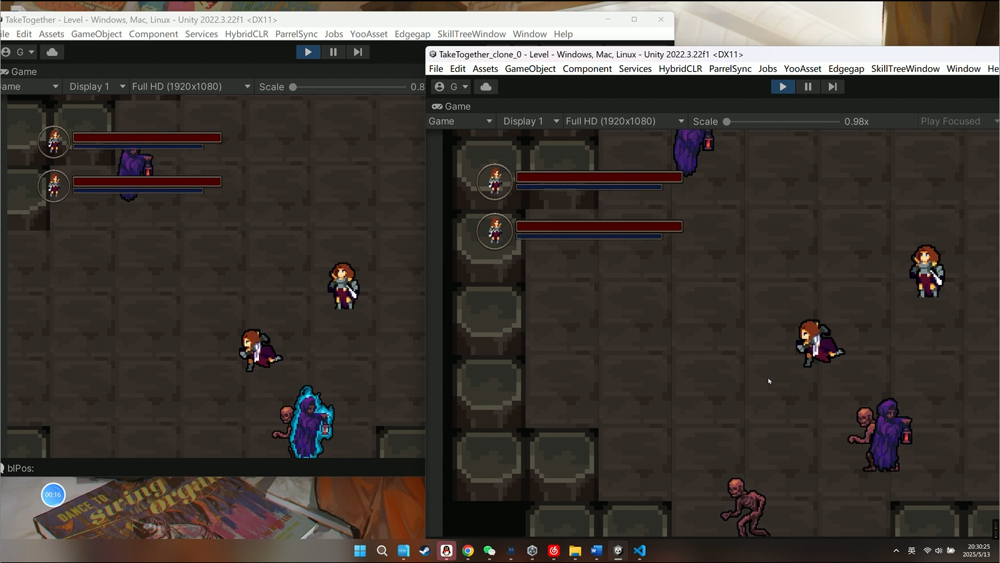 TakeTogether - Level - Windows, Mac, Linux - Unity 2022.3.22f1 <DX11>
ile Edit Assets GameObject Component Services HybridCLR ParrelSync Jobs YooAsset Edgegap SkillTreeWindow Window Help
G
Game
ame Display 1 Full HD (1920x1080) Scale 0.8
blPos:
00:16
DANCE TO
swing
organ
TakeTogether_clone_0 - Level - Windows, Mac, Linux - Unity 2022.3.22f1 <DX11>
File Edit Assets GameObject Component Services HybridCLR ParrelSync Jobs YooAsset Edgegap SkillTreeWindow Window He
G
Game
Game Display 1 Full HD (1920x1080) Scale 0.98x Play Focused
英
20:30:25
2025/5/13